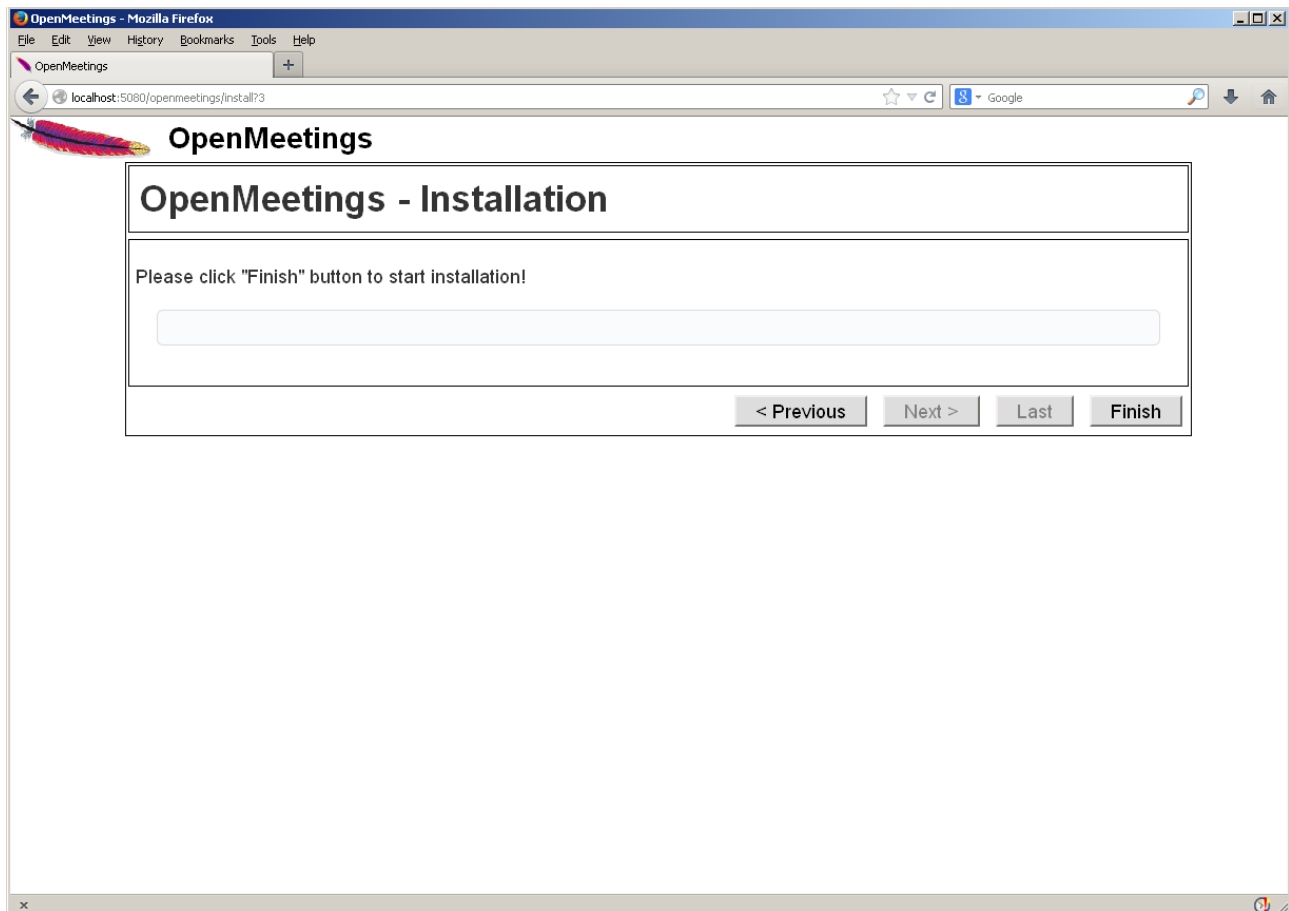 OpenMeetings - Mozilla Firefox
File Edit View History Bookmarks Tools Help
OpenMeetings
localhost:5080/openmeetings/install?3
8 Google
OpenMeetings
OpenMeetings - Installation
Please click "Finish" button to start installation!
< Previous Next > Last Finish